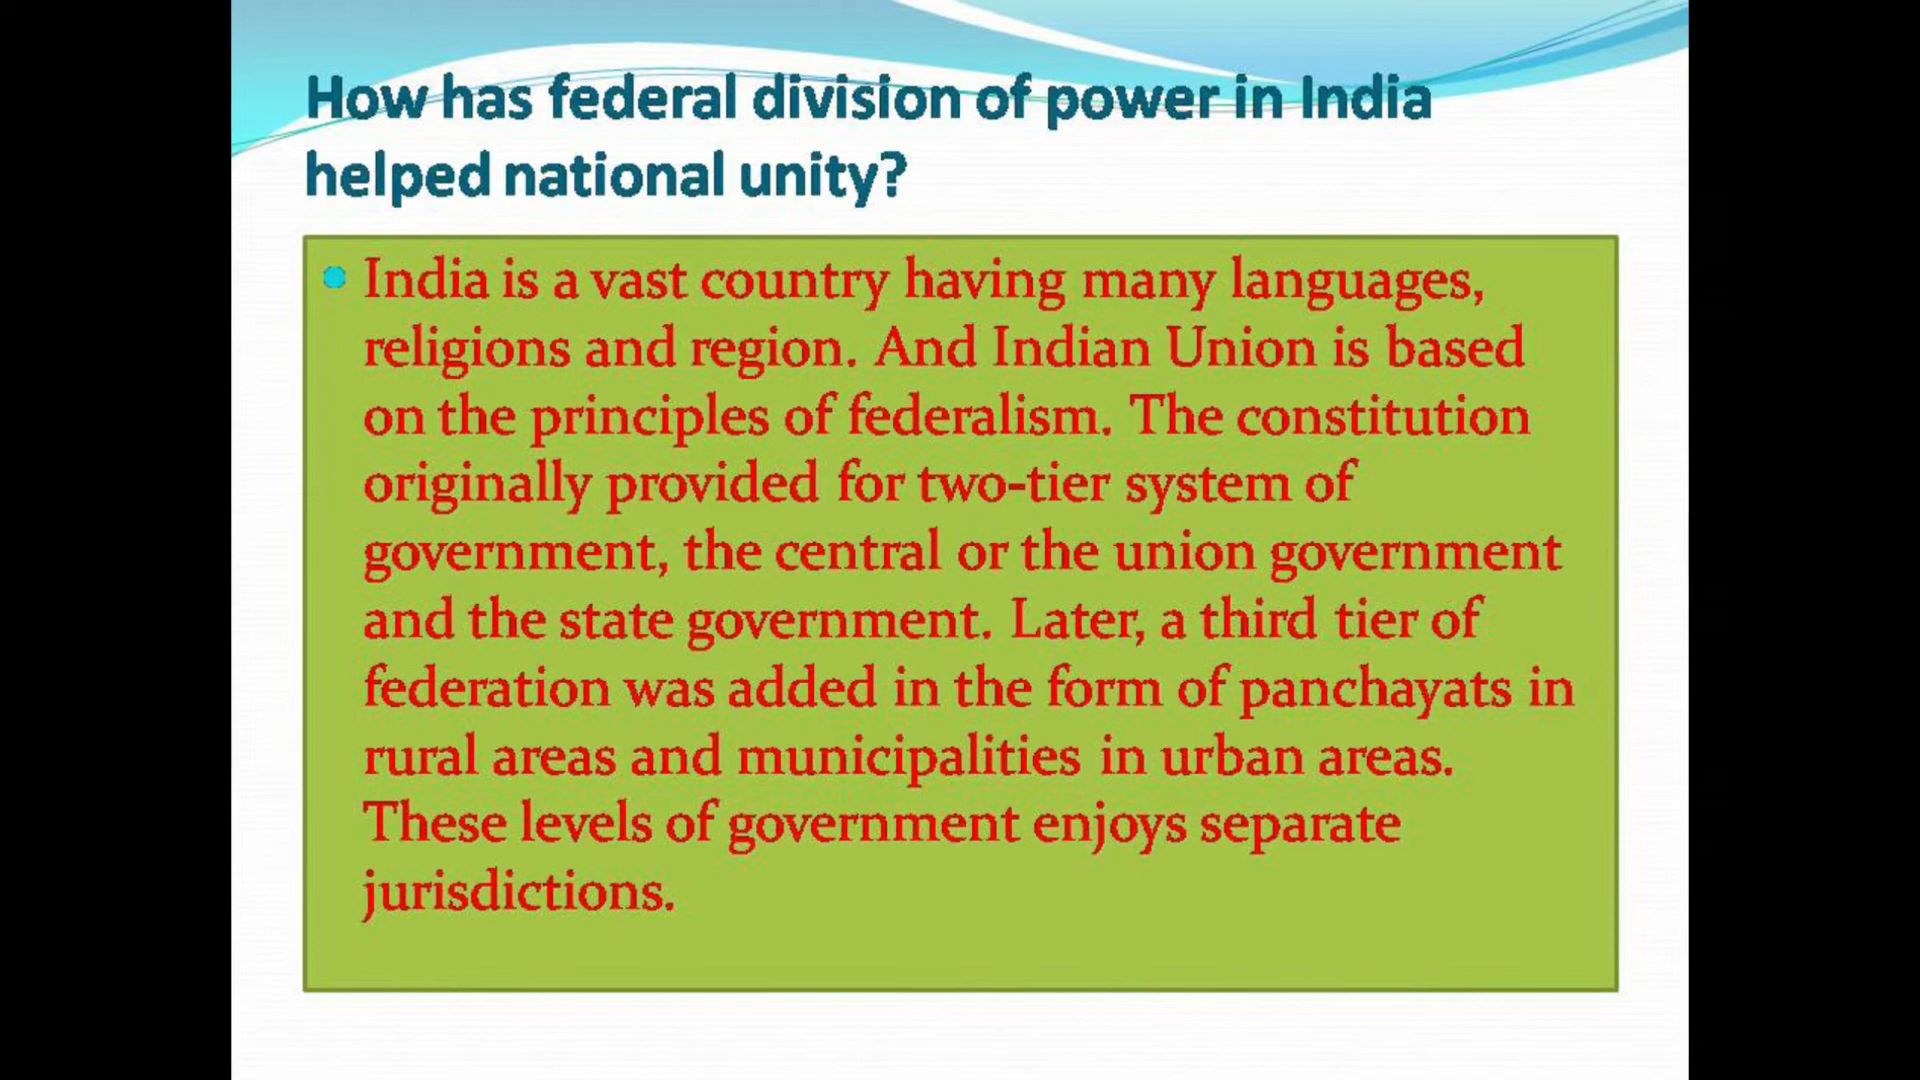 How has federal division of power in India
helped national unity?
India is a vast country having many languages,
religions and region. And Indian Union is based
on the principles of federalism. The constitution
originally provided for two-tier system of
government, the central or the union government
and the state government. Later, a third tier of
federation was added in the form of panchayats in
rural areas and municipalities in urban areas.
These levels of government enjoys separate
jurisdictions.